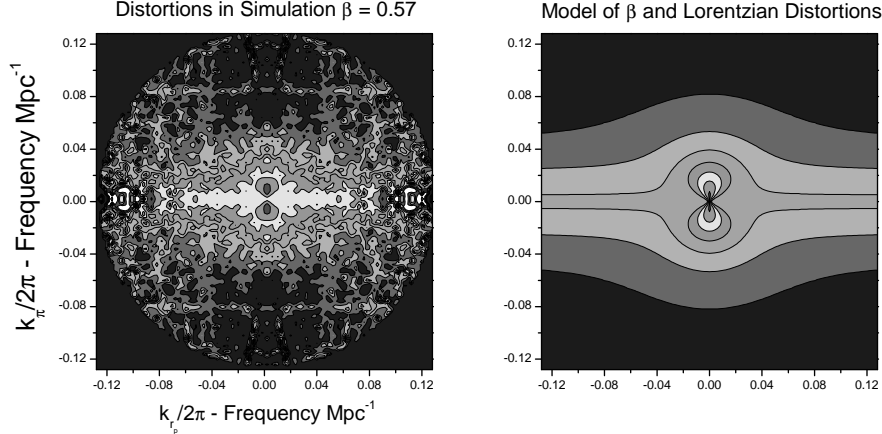 Distortions in Simulation β = 0.57
Model of β and Lorentzian Distortions
k_π/2π - Frequency Mpc⁻¹
0.12
0.08
0.04
0.00
-0.04
-0.08
-0.12
-0.12 -0.08 -0.04 0.00 0.04 0.08 0.12
k_{r_p}/2π - Frequency Mpc⁻¹
0.12
0.08
0.04
0.00
-0.04
-0.08
-0.12
-0.12 -0.08 -0.04 0.00 0.04 0.08 0.12